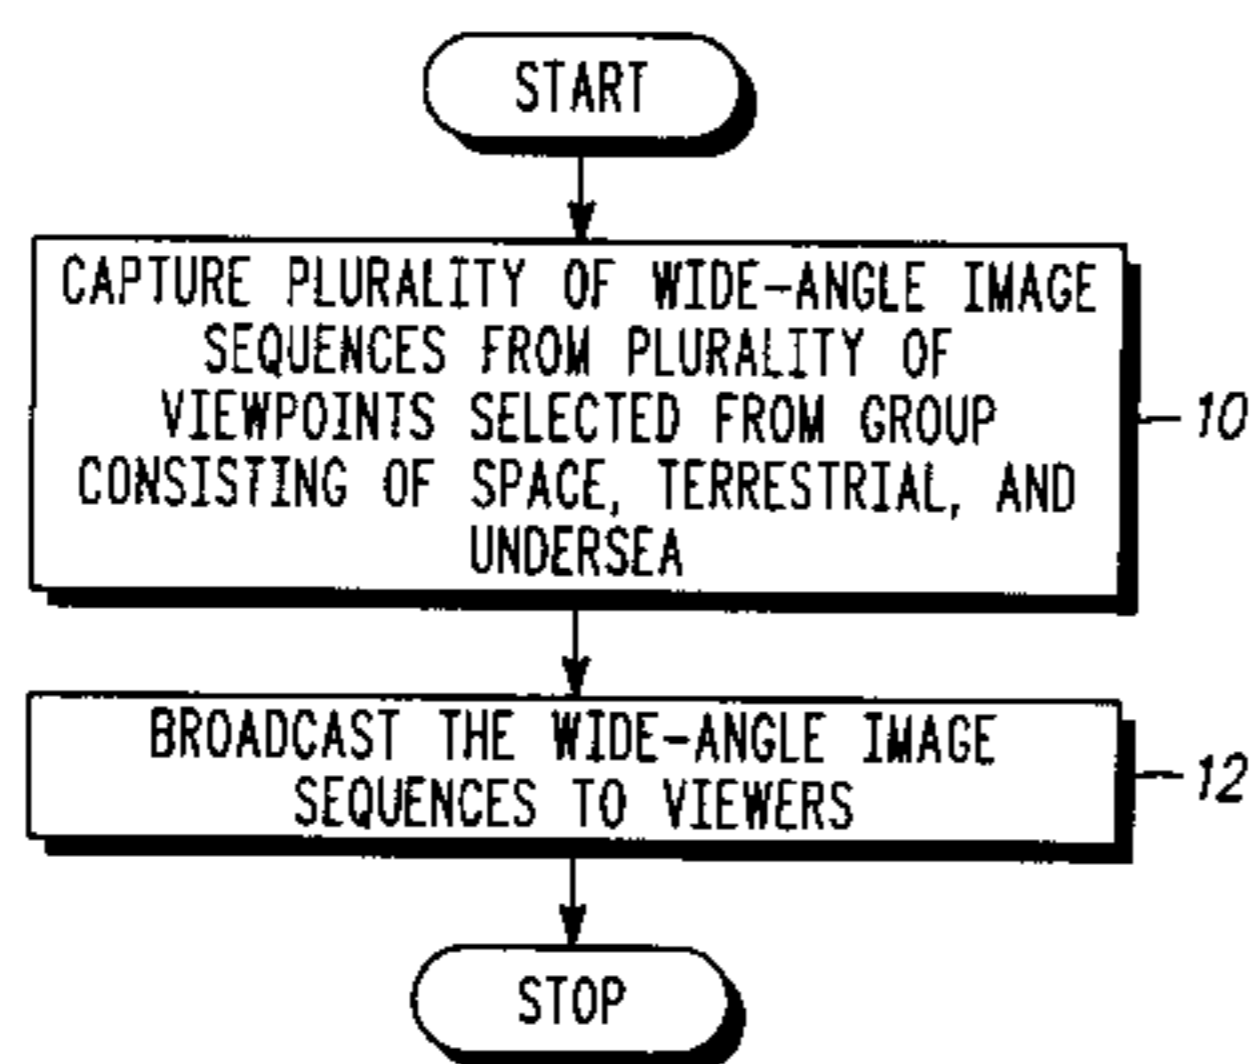 START
CAPTURE PLURALITY OF WIDE-ANGLE IMAGE
SEQUENCES FROM PLURALITY OF
VIEWPOINTS SELECTED FROM GROUP
CONSISTING OF SPACE, TERRESTRIAL, AND
UNDERSEA
10
BROADCAST THE WIDE-ANGLE IMAGE
SEQUENCES TO VIEWERS
12
STOP